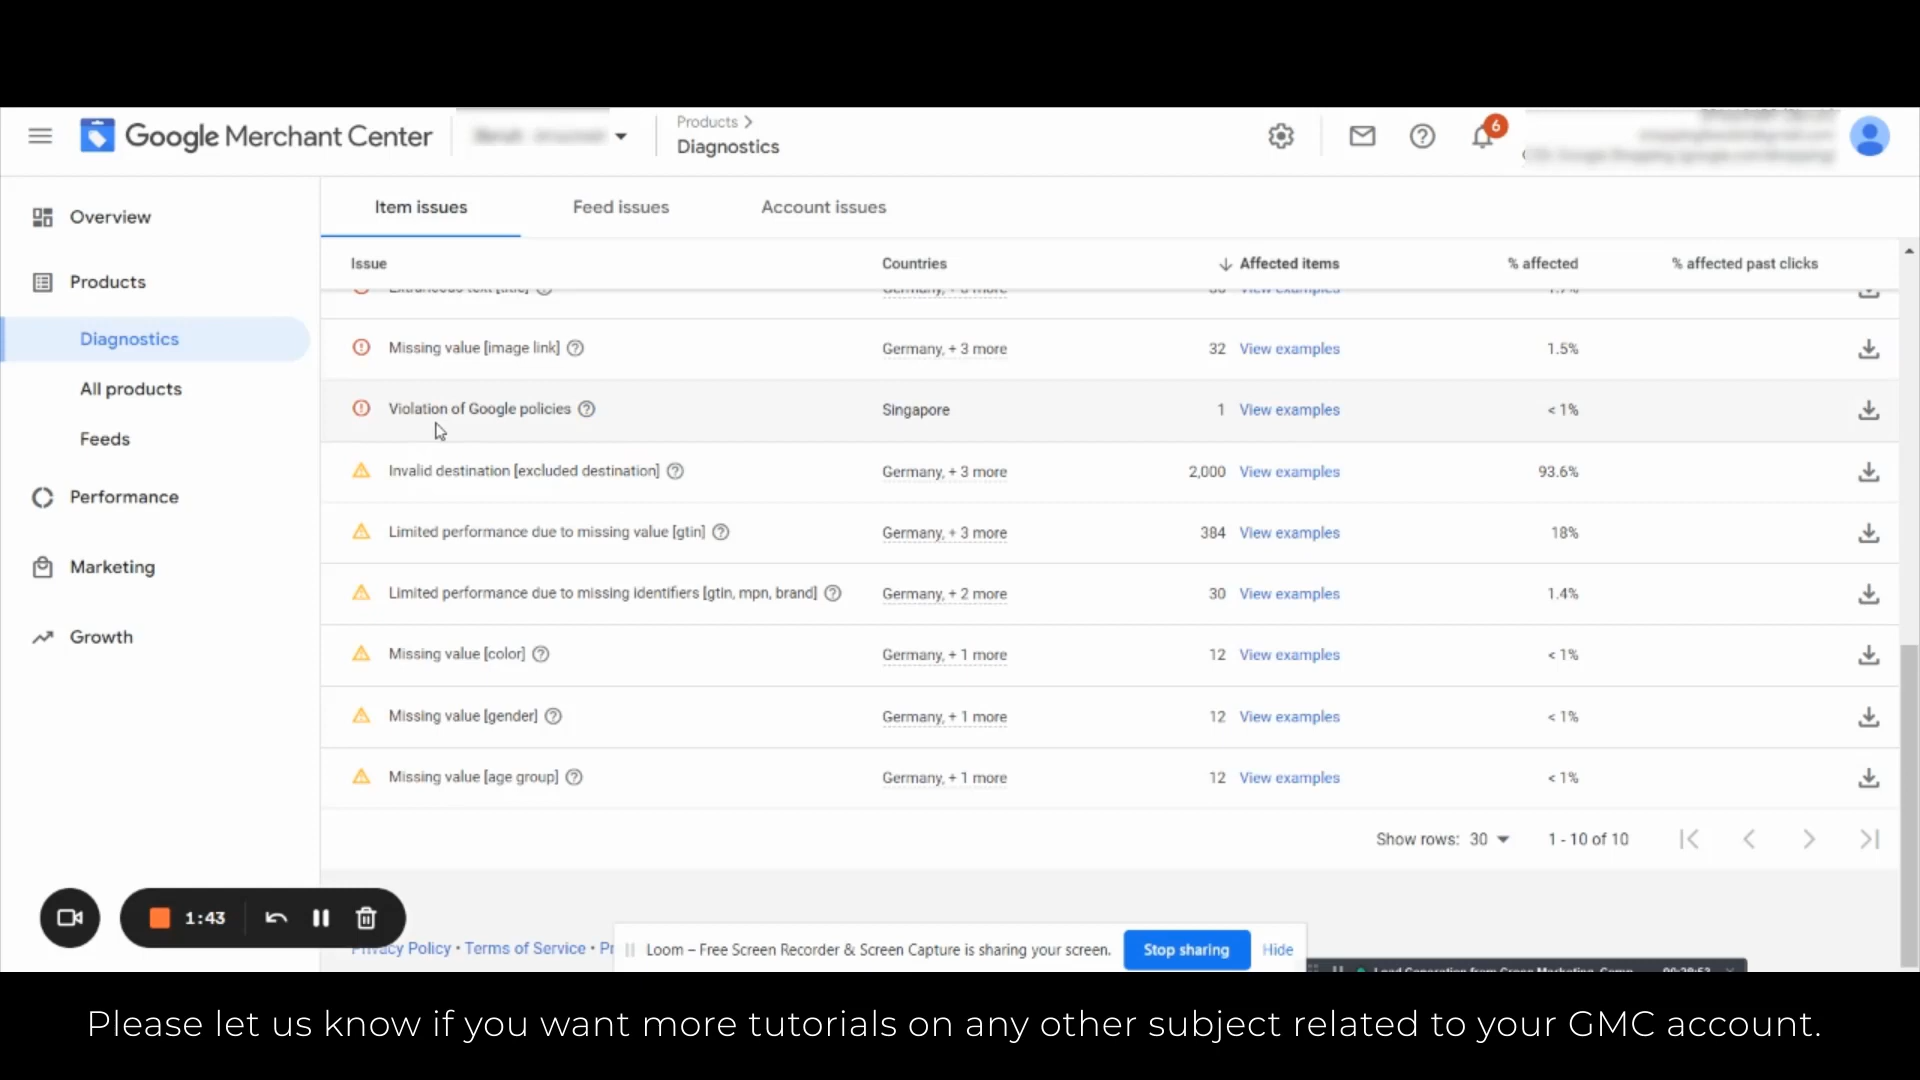 Google Merchant Center
Products
Diagnostics
6
Overview
Products
Diagnostics
All products
Feeds
Performance
Marketing
Growth
Item issues Feed issues Account issues
Issue Countries Affected items % affected % affected past clicks
Missing value [image link] Germany, + 3 more 32 View examples 1.5%
Violation of Google policies Singapore 1 View examples < 1%
Invalid destination [excluded destination] Germany, + 3 more 2,000 View examples 93.6%
Limited performance due to missing value [gtin] Germany, + 3 more 384 View examples 18%
Limited performance due to missing identifiers [gtin, mpn, brand] Germany, + 2 more 30 View examples 1.4%
Missing value [color] Germany, + 1 more 12 View examples < 1%
Missing value [gender] Germany, + 1 more 12 View examples < 1%
Missing value [age group] Germany, + 1 more 12 View examples < 1%
Show rows: 30 1 - 10 of 10
1:43
Privacy Policy • Terms of Service •
Loom – Free Screen Recorder & Screen Capture is sharing your screen. Stop sharing Hide
Please let us know if you want more tutorials on any other subject related to your GMC account.